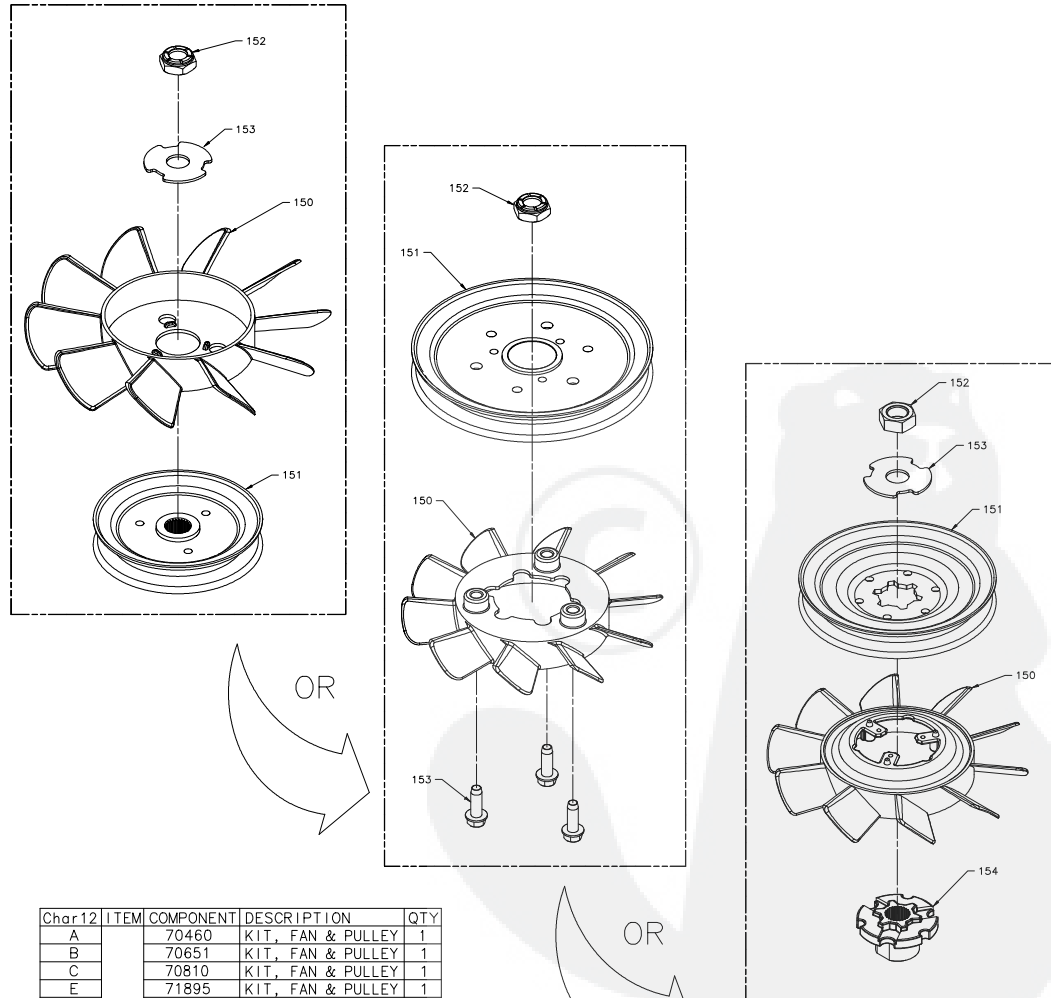 152
153
150
151
152
151
150
153
152
153
151
150
154
OR
OR
Char12 ITEM COMPONENT DESCRIPTION QTY
A 70460 KIT, FAN & PULLEY 1
B 70651 KIT, FAN & PULLEY 1
C 70810 KIT, FAN & PULLEY 1
E 71895 KIT, FAN & PULLEY 1
©